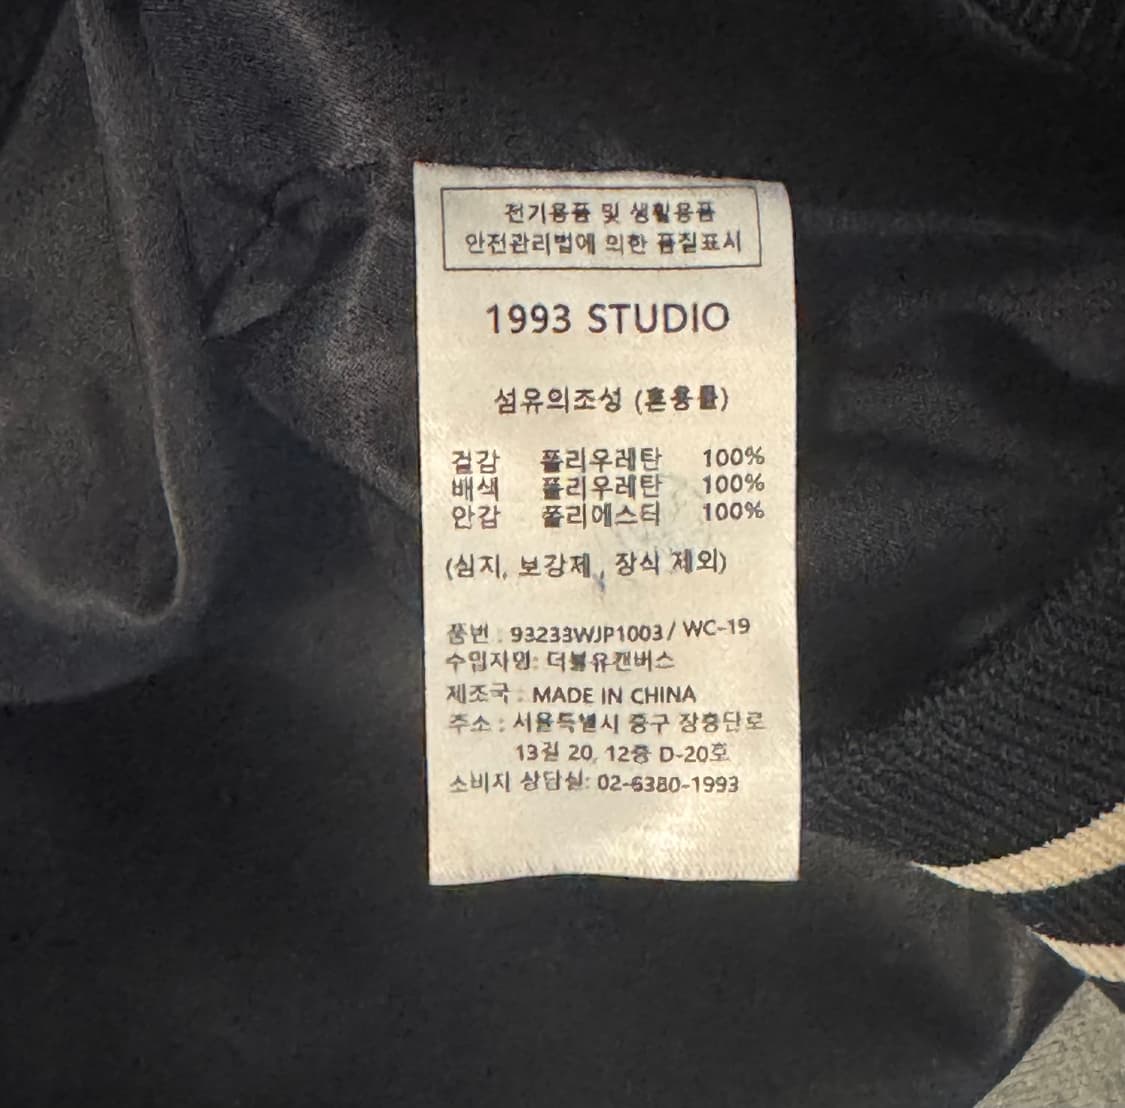 전기용품 및 생활용품
안전관리법에 의한 품질표시
1993 STUDIO
섬유의조성 (혼용률)
겉감 폴리우레탄 100%
배색 폴리우레탄 100%
안감 폴리에스터 100%
(심지, 보강제, 장식 제외)
품번 : 93233WJP1003/ WC-19
수입자명: 더블유캔버스
제조국 : MADE IN CHINA
주소 : 서울특별시 중구 장충단로
13길 20, 12층 D-20호
소비자 상담실: 02-6380-1993